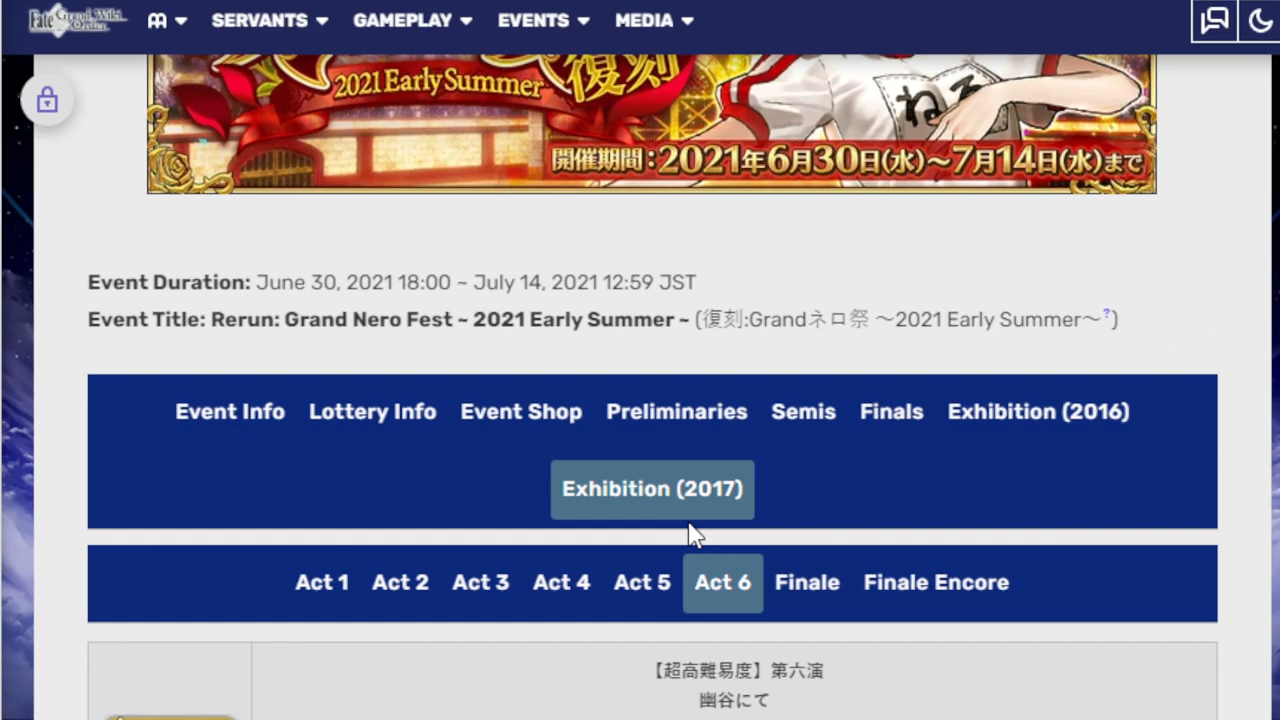 Fate Grand Order Wiki
SERVANTS GAMEPLAY EVENTS MEDIA
2021 Early Summer 復刻
開催期間:2021年6月30日(水)~7月14日(水)まで
Event Duration: June 30, 2021 18:00 ~ July 14, 2021 12:59 JST
Event Title: Rerun: Grand Nero Fest ~ 2021 Early Summer ~ (復刻:Grandネロ祭 ～2021 Early Summer～?)
Event Info Lottery Info Event Shop Preliminaries Semis Finals Exhibition (2016)
Exhibition (2017)
Act 1 Act 2 Act 3 Act 4 Act 5 Act 6 Finale Finale Encore
【超高難易度】第六演
幽谷にて